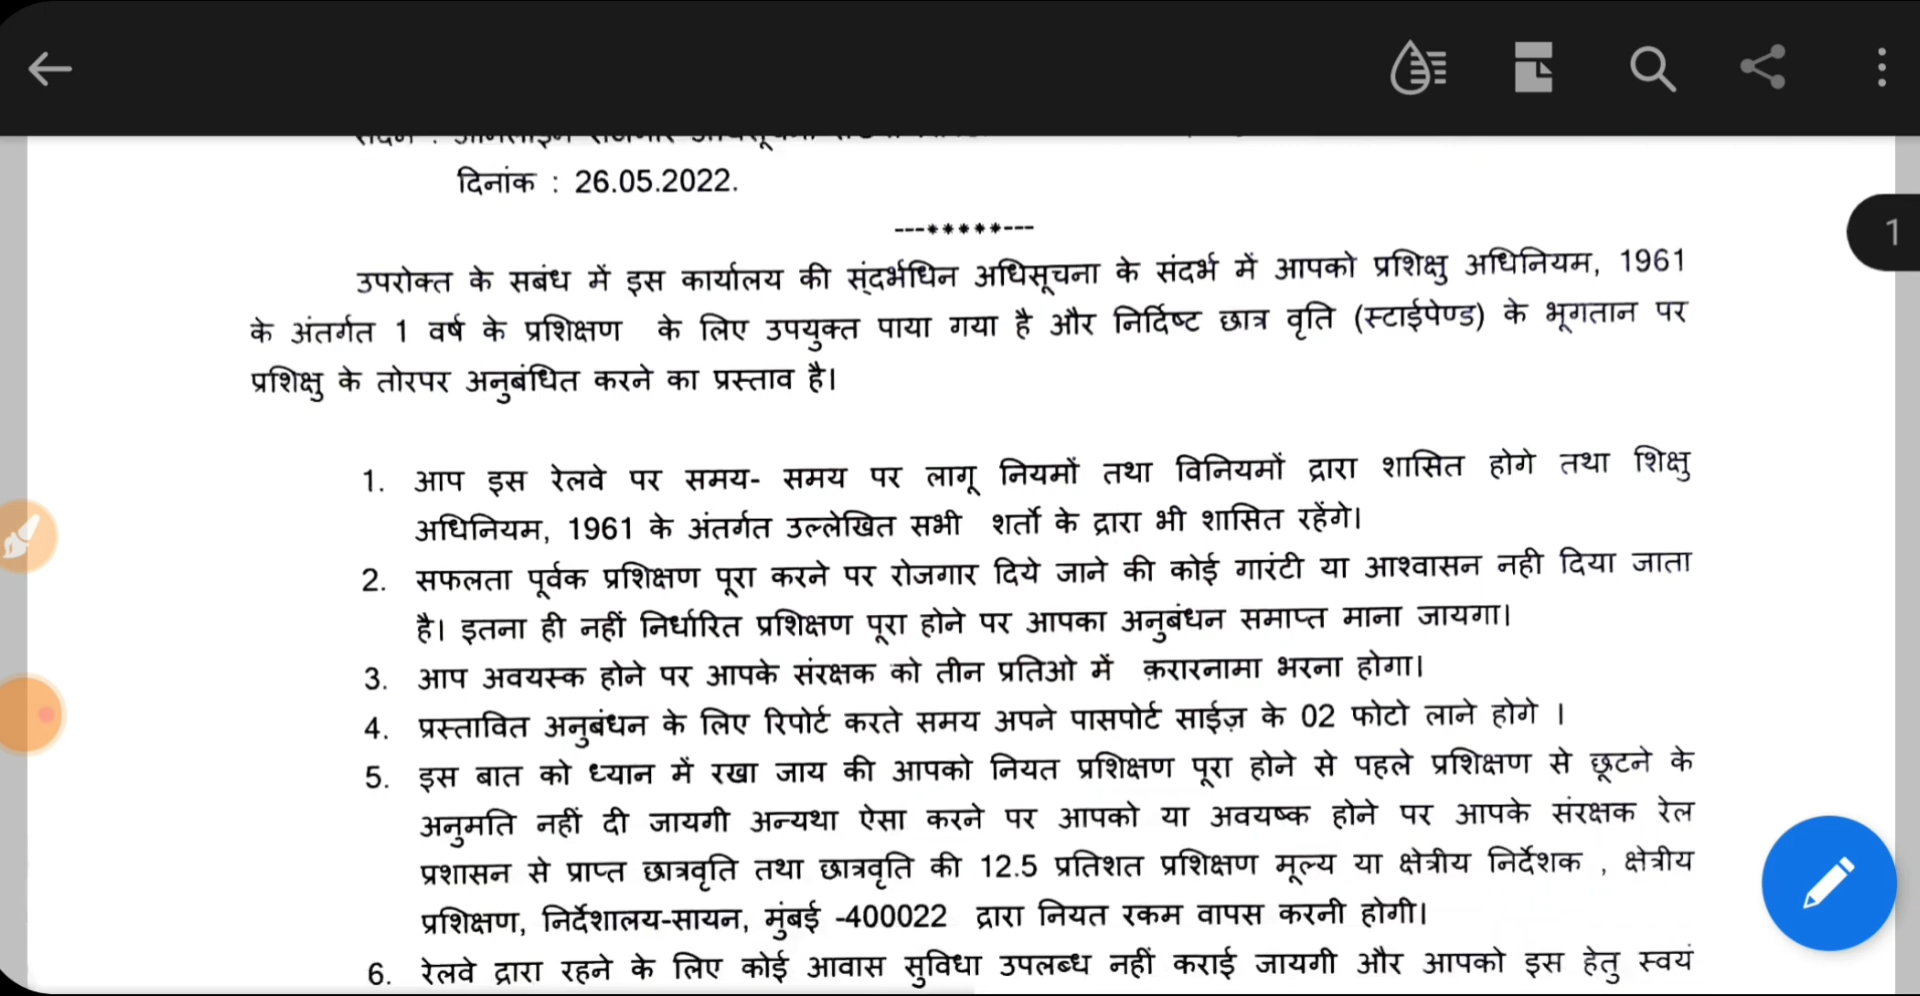 1
दिनांक : 26.05.2022.
---*****---
उपरोक्त के सबंध में इस कार्यालय की संदर्भधिन अधिसूचना के संदर्भ में आपको प्रशिक्षु अधिनियम, 1961
के अंतर्गत 1 वर्ष के प्रशिक्षण के लिए उपयुक्त पाया गया है और निर्दिष्ट छात्र वृति (स्टाईपेण्ड) के भूगतान पर
प्रशिक्षु के तोरपर अनुबंधित करने का प्रस्ताव है।
1. आप इस रेलवे पर समय- समय पर लागू नियमों तथा विनियमों द्रारा शासित होगे तथा शिक्षु
अधिनियम, 1961 के अंतर्गत उल्लेखित सभी शर्तो के द्रारा भी शासित रहेंगे।
2. सफलता पूर्वक प्रशिक्षण पूरा करने पर रोजगार दिये जाने की कोई गारंटी या आश्वासन नही दिया जाता
है। इतना ही नहीं निर्धारित प्रशिक्षण पूरा होने पर आपका अनुबंधन समाप्त माना जायगा।
3. आप अवयस्क होने पर आपके संरक्षक को तीन प्रतिओ में क़रारनामा भरना होगा।
4. प्रस्तावित अनुबंधन के लिए रिपोर्ट करते समय अपने पासपोर्ट साईज़ के 02 फोटो लाने होगे ।
5. इस बात को ध्यान में रखा जाय की आपको नियत प्रशिक्षण पूरा होने से पहले प्रशिक्षण से छूटने के
अनुमति नहीं दी जायगी अन्यथा ऐसा करने पर आपको या अवयष्क होने पर आपके संरक्षक रेल
प्रशासन से प्राप्त छात्रवृति तथा छात्रवृति की 12.5 प्रतिशत प्रशिक्षण मूल्य या क्षेत्रीय निर्देशक , क्षेत्रीय
प्रशिक्षण, निर्देशालय-सायन, मुंबई -400022 द्रारा नियत रकम वापस करनी होगी।
6. रेलवे द्रारा रहने के लिए कोई आवास सुविधा उपलब्ध नहीं कराई जायगी और आपको इस हेतु स्वयं